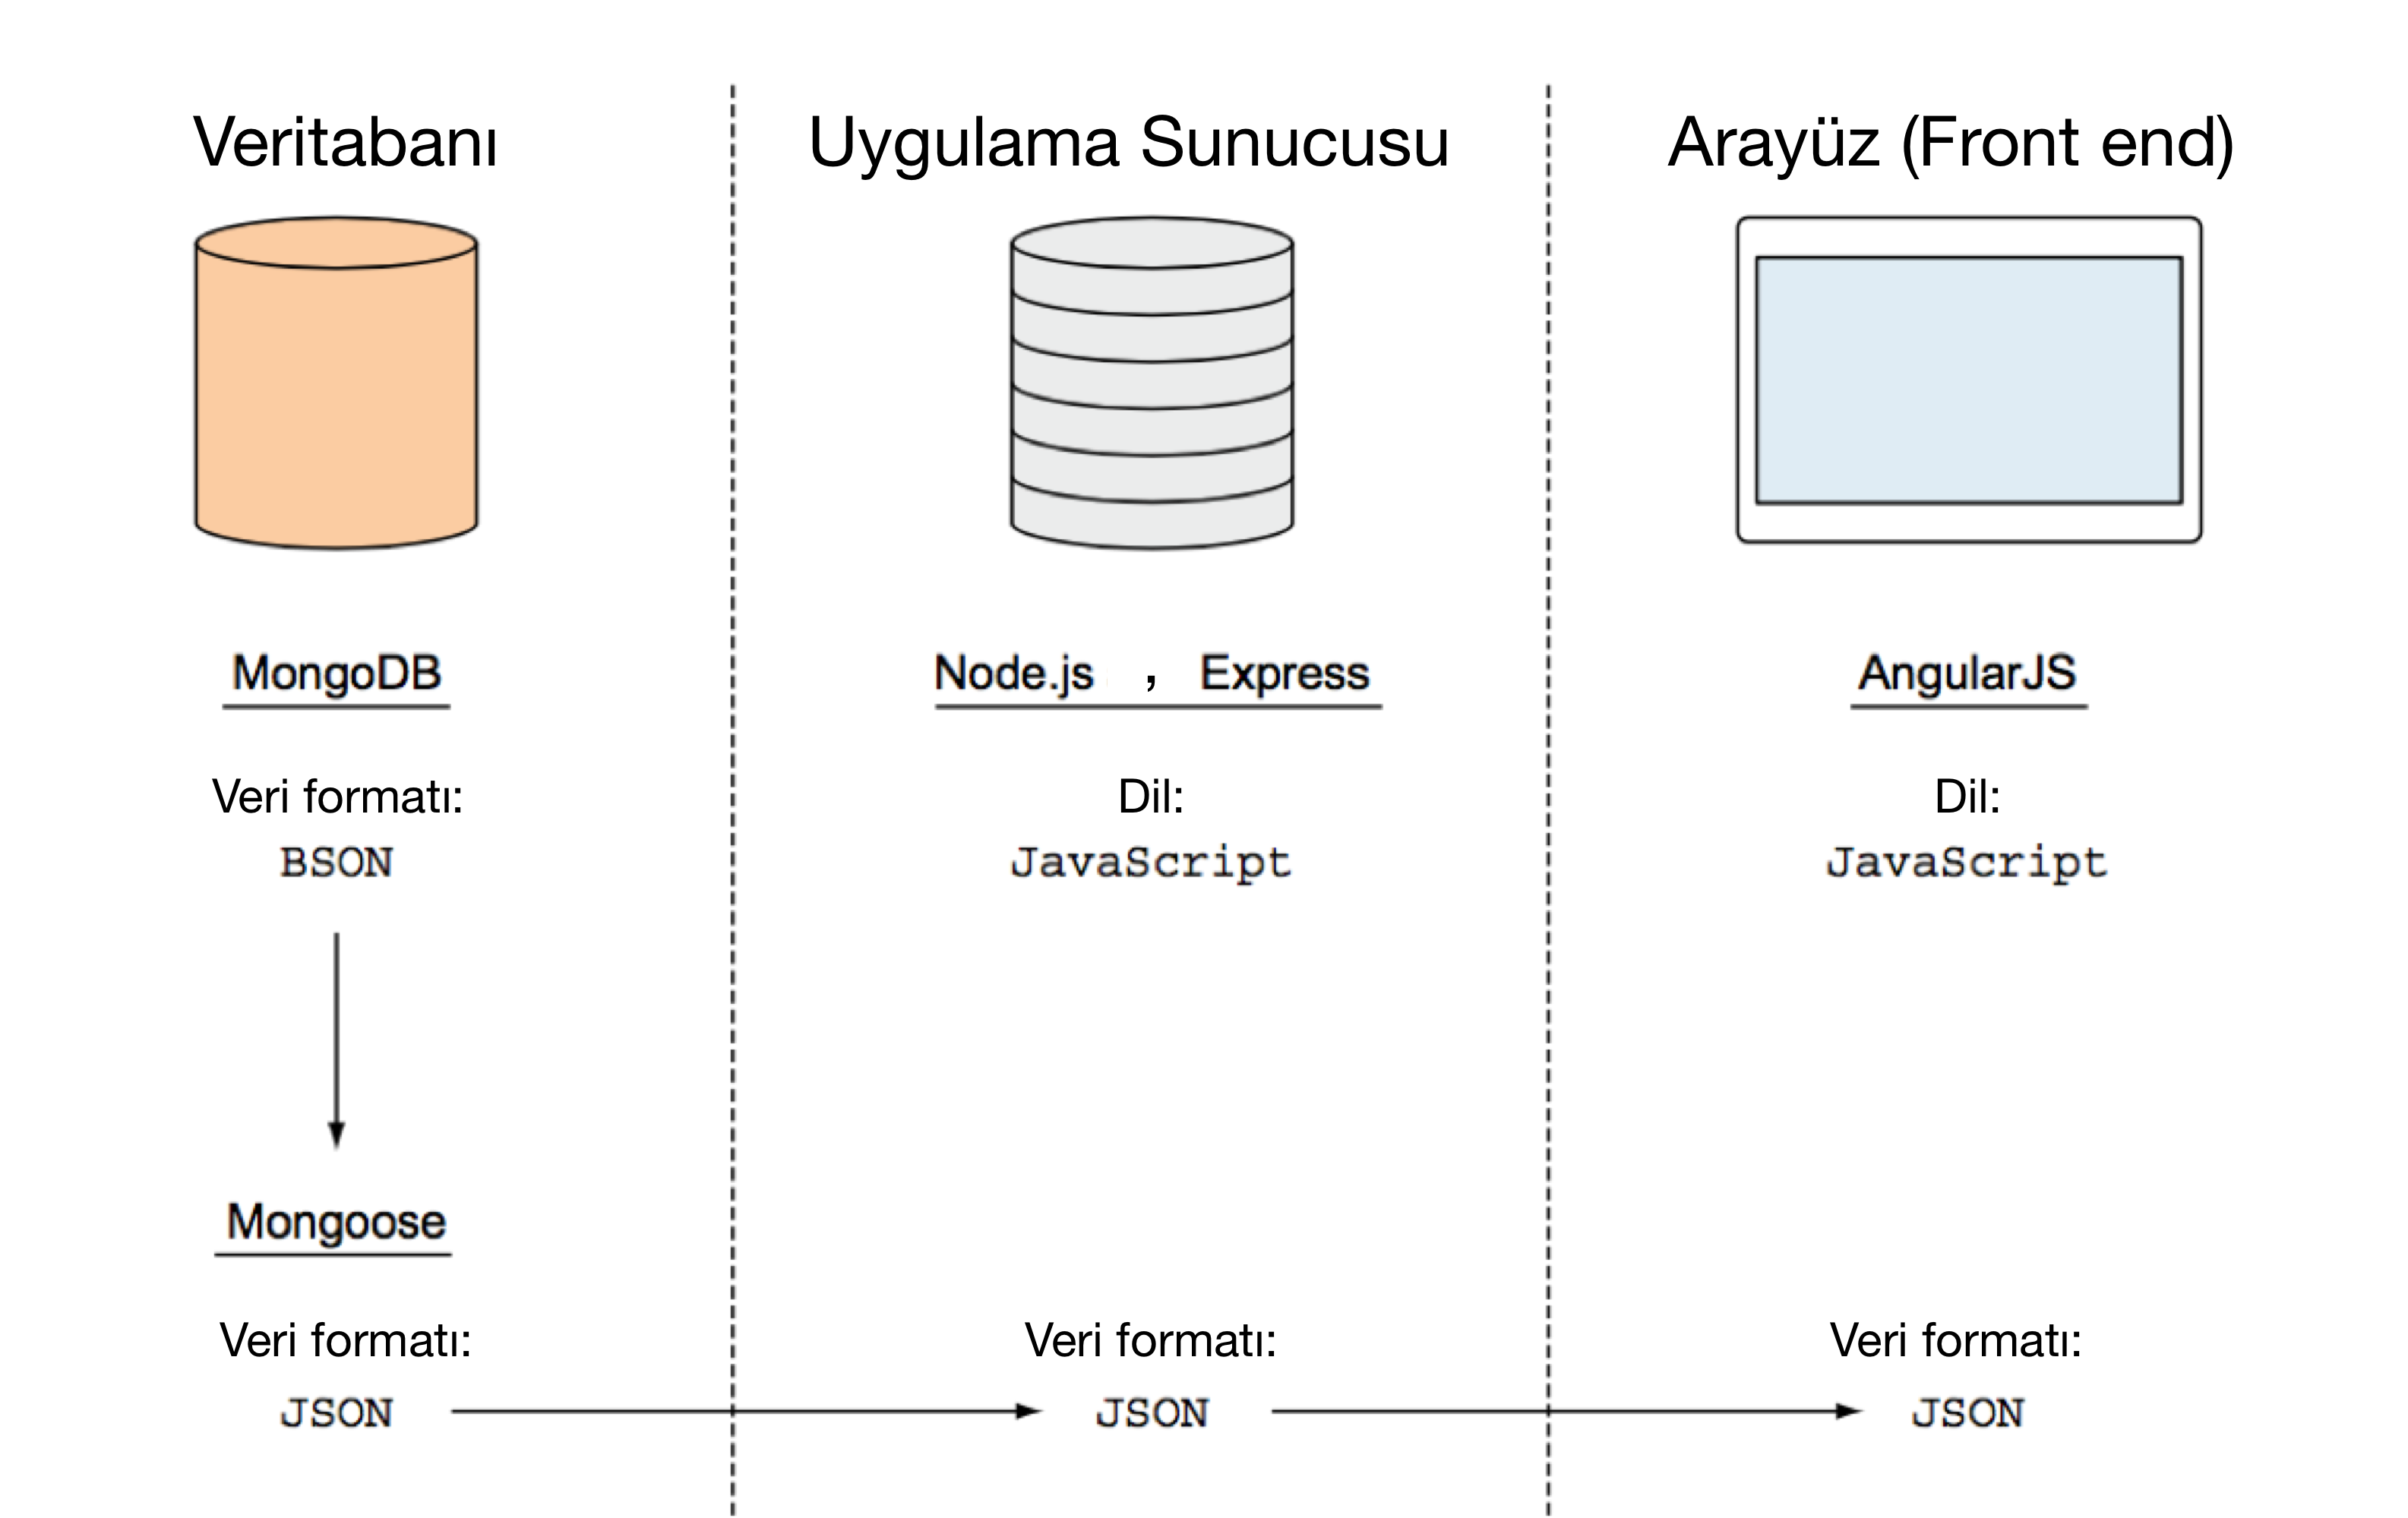 Veritabanı
Uygulama Sunucusu
Arayüz (Front end)
MongoDB
Node.js , Express
AngularJS
Veri formatı:
BSON
Dil:
JavaScript
Dil:
JavaScript
Mongoose
Veri formatı:
JSON
Veri formatı:
JSON
Veri formatı:
JSON